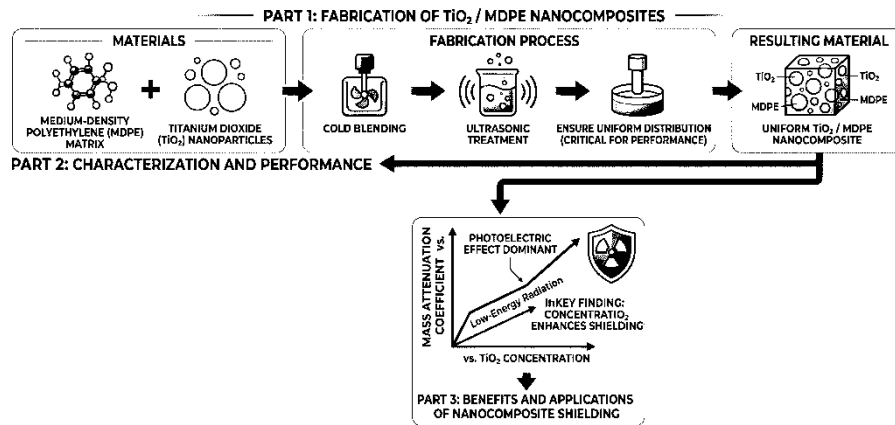 PART 1: FABRICATION OF TiO₂ / MDPE NANOCOMPOSITES
MATERIALS
MEDIUM-DENSITY
POLYETHYLENE (MDPE)
MATRIX
+
TITANIUM DIOXIDE
(TiO₂) NANOPARTICLES
FABRICATION PROCESS
COLD BLENDING
ULTRASONIC
TREATMENT
ENSURE UNIFORM DISTRIBUTION
(CRITICAL FOR PERFORMANCE)
RESULTING MATERIAL
TiO₂
TiO₂
MDPE
MDPE
UNIFORM TiO₂ / MDPE
NANOCOMPOSITE
PART 2: CHARACTERIZATION AND PERFORMANCE
MASS ATTENUATION
COEFFICIENT vs.
PHOTOELECTRIC
EFFECT DOMINANT
Low-Energy Radiation
InKEY FINDING:
CONCENTRATIO₂
ENHANCES SHIELDING
vs. TiO₂ CONCENTRATION
PART 3: BENEFITS AND APPLICATIONS
OF NANOCOMPOSITE SHIELDING